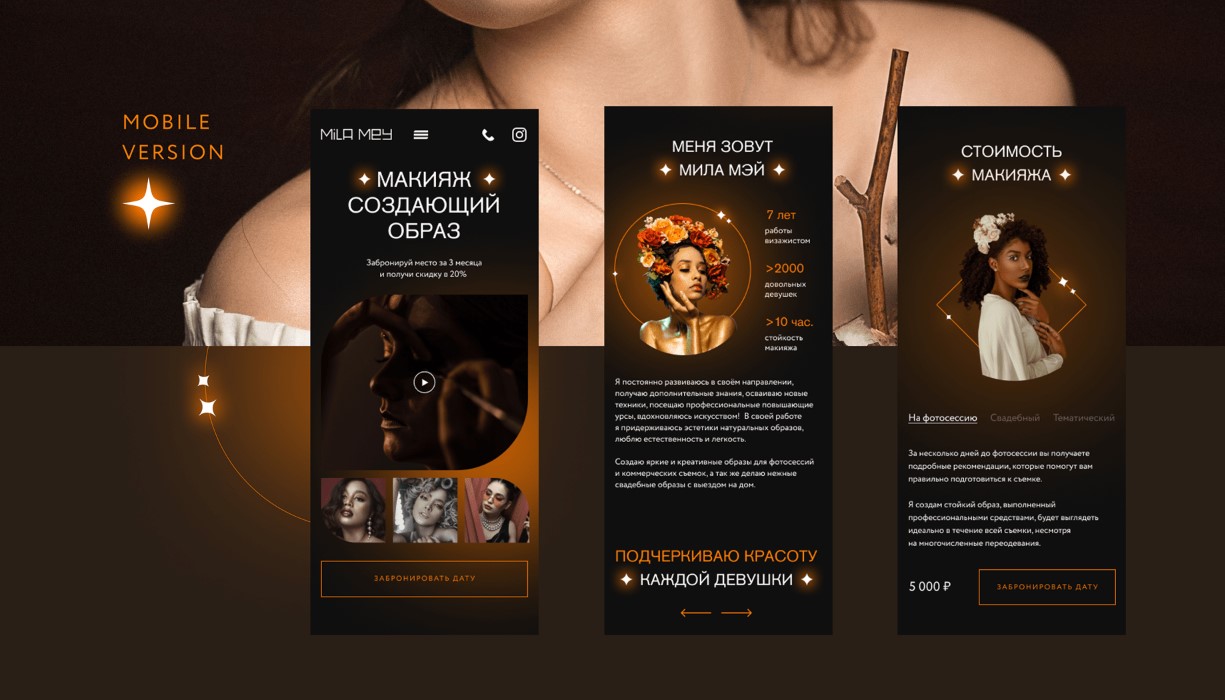 MOBILE
VERSION
MiLA MEY
МАКИЯЖ
СОЗДАЮЩИЙ
ОБРАЗ
Забронируй место за 3 месяца
и получи скидку в 20%
ЗАБРОНИРОВАТЬ ДАТУ
МЕНЯ ЗОВУТ
МИЛА МЭЙ
7 лет
работы
визажистом
>2000
довольных
девушек
>10 час.
стойкость
макияжа
Я постоянно развиваюсь в своём направлении,
получаю дополнительные знания, осваиваю новые
техники, посещаю профессиональные повышающие
урсы, вдохновляюсь искусством! В своей работе
я придерживаюсь эстетики натуральных образов,
люблю естественность и легкость.
Создаю яркие и креативные образы для фотосессий
и коммерческих съемок, а так же делаю нежные
свадебные образы с выездом на дом.
ПОДЧЕРКИВАЮ КРАСОТУ
КАЖДОЙ ДЕВУШКИ
СТОИМОСТЬ
МАКИЯЖА
На фотосессию Свадебный Тематический
За несколько дней до фотосессии вы получаете
подробные рекомендации, которые помогут вам
правильно подготовиться к съемке.
Я создам стойкий образ, выполненный
профессиональными средствами, будет выглядеть
идеально в течение всей съемки, несмотря
на многочисленные переодевания.
5 000 ₽
ЗАБРОНИРОВАТЬ ДАТУ